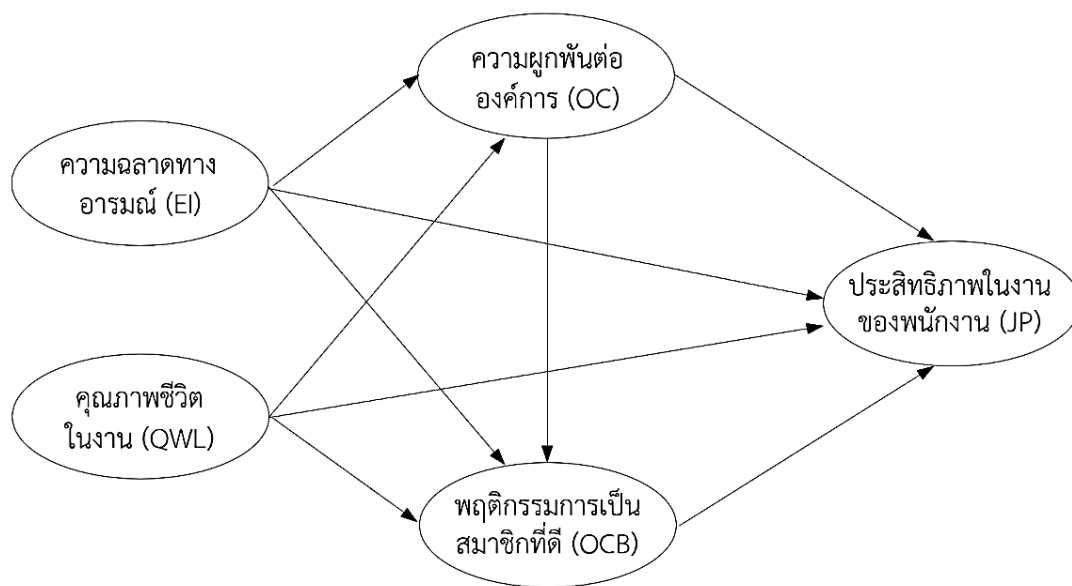 ความผูกพันต่อ
องค์การ (OC)
ความฉลาดทาง
อารมณ์ (EI)
ประสิทธิภาพในงาน
ของพนักงาน (JP)
คุณภาพชีวิต
ในงาน (QWL)
พฤติกรรมการเป็น
สมาชิกที่ดี (OCB)